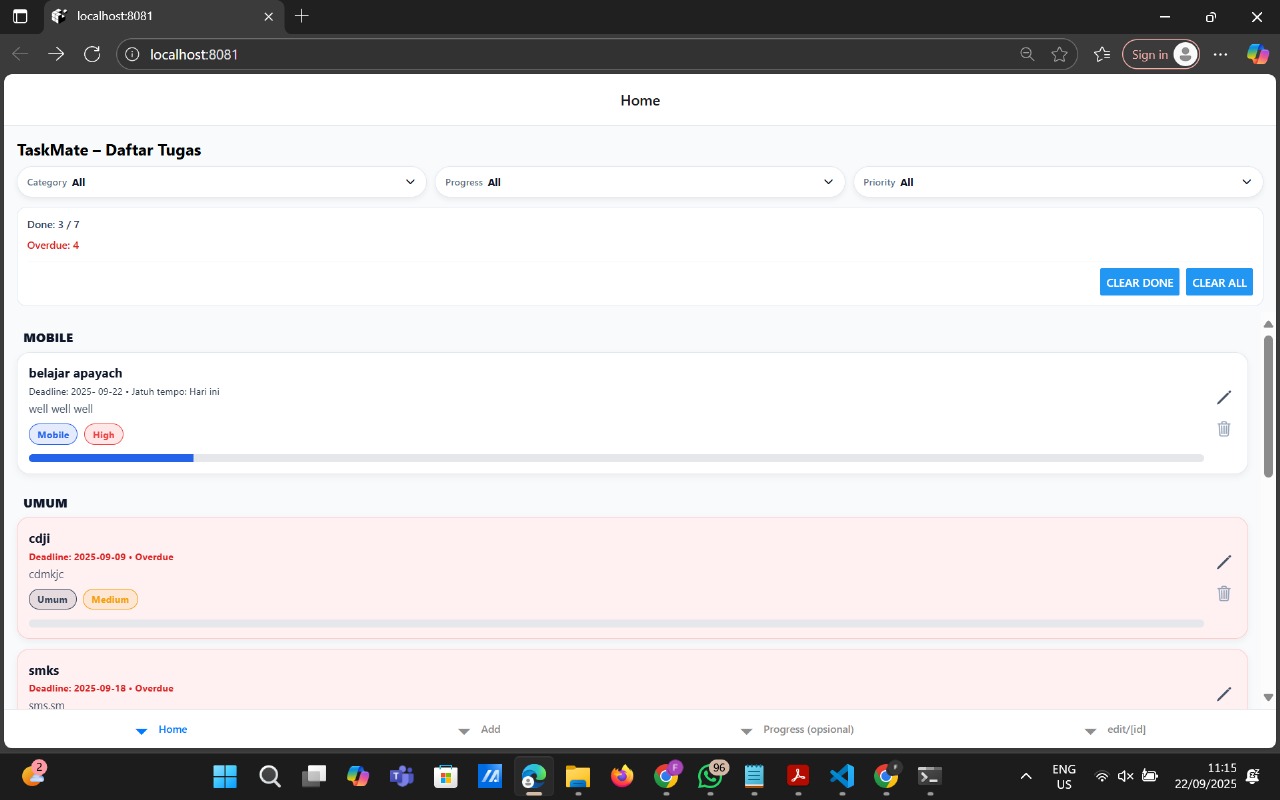 localhost:8081
localhost:8081
Sign in
Home
TaskMate – Daftar Tugas
Category All
Progress All
Priority All
Done: 3 / 7
Overdue: 4
CLEAR DONE
CLEAR ALL
MOBILE
belajar apayach
Deadline: 2025- 09-22 • Jatuh tempo: Hari ini
well well well
Mobile
High
UMUM
cdji
Deadline: 2025-09-09 • Overdue
cdmkjc
Umum
Medium
smks
Deadline: 2025-09-18 • Overdue
sms.sm
Home
Add
Progress (opsional)
edit/[id]
2
F
96
ENG
US
11:15
22/09/2025